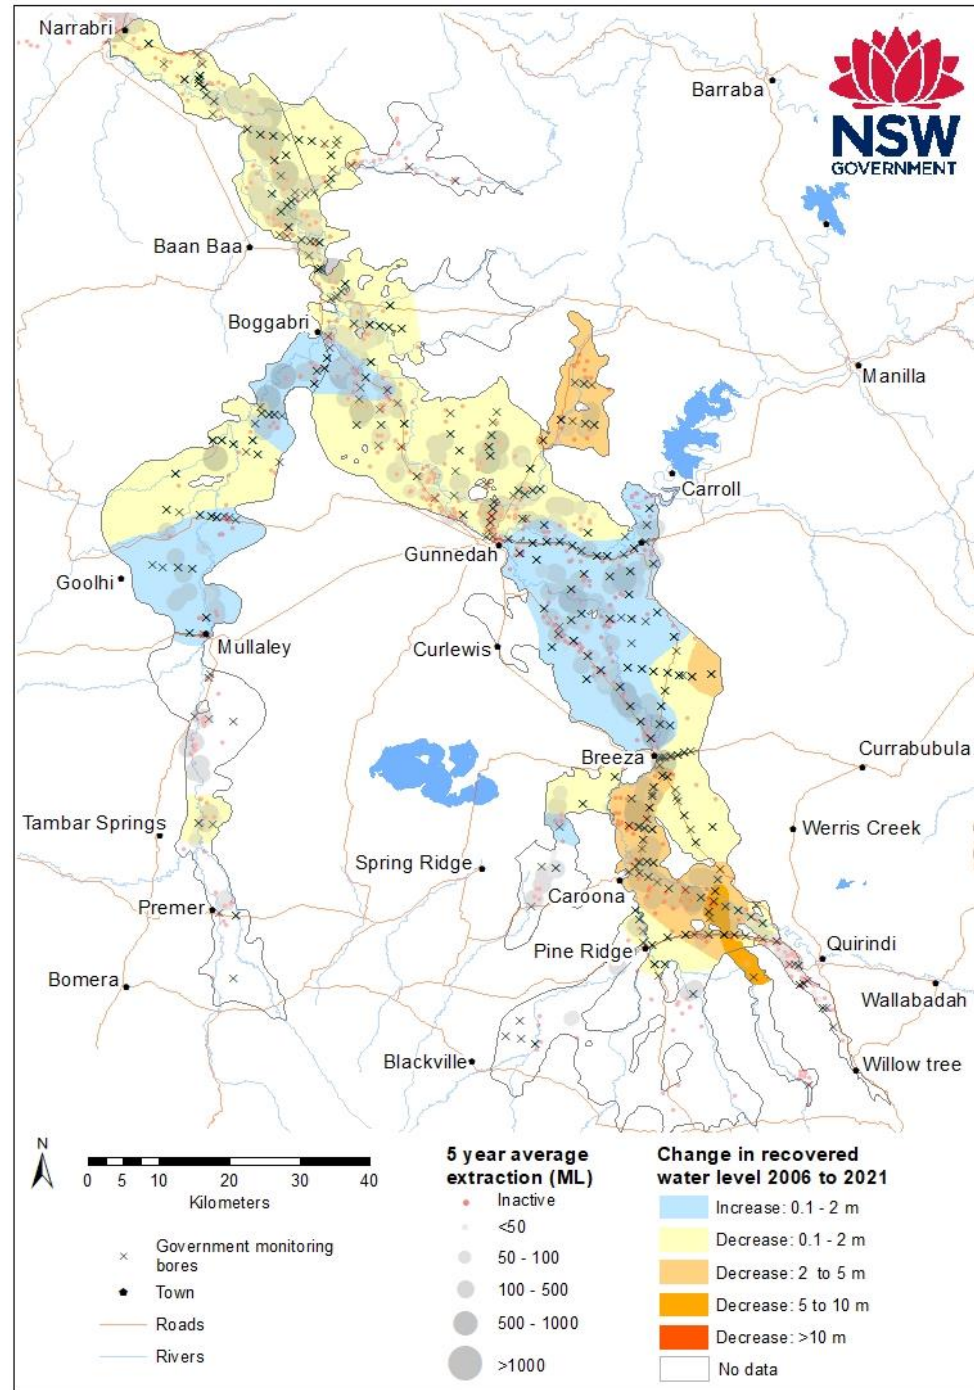 Narrabri
Barraba
NSW
GOVERNMENT
Baan Baa
Boggabri
Manilla
Carroll
Gunnedah
Goolhi
Mullaley
Curlewis
Breeza
Currabubula
Tambar Springs
Werris Creek
Spring Ridge
Caroona
Premer
Pine Ridge
Quirindi
Bomera
Wallabadah
Blackville
Willow tree
N
0 5 10 20 30 40
Kilometers
Government monitoring
bores
Town
Roads
Rivers
5 year average
extraction (ML)
Inactive
<50
50 - 100
100 - 500
500 - 1000
>1000
Change in recovered
water level 2006 to 2021
Increase: 0.1 - 2 m
Decrease: 0.1 - 2 m
Decrease: 2 to 5 m
Decrease: 5 to 10 m
Decrease: >10 m
No data